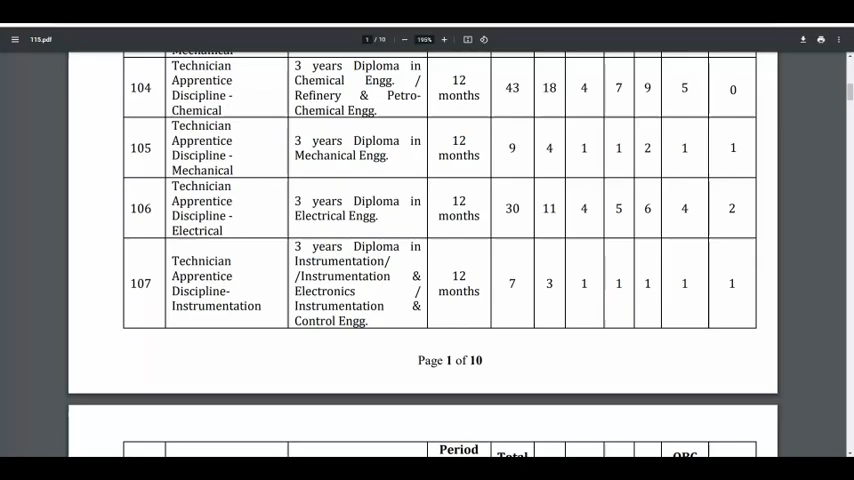 115.pdf
1 / 10
195%
Mechanical
104 Technician Apprentice Discipline - Chemical 3 years Diploma in Chemical Engg. / Refinery & Petro-Chemical Engg. 12 months 43 18 4 7 9 5 0
105 Technician Apprentice Discipline - Mechanical 3 years Diploma in Mechanical Engg. 12 months 9 4 1 1 2 1 1
106 Technician Apprentice Discipline - Electrical 3 years Diploma in Electrical Engg. 12 months 30 11 4 5 6 4 2
107 Technician Apprentice Discipline- Instrumentation 3 years Diploma in Instrumentation/ /Instrumentation & Electronics / Instrumentation & Control Engg. 12 months 7 3 1 1 1 1 1
Page 1 of 10
Period
Total
OBC